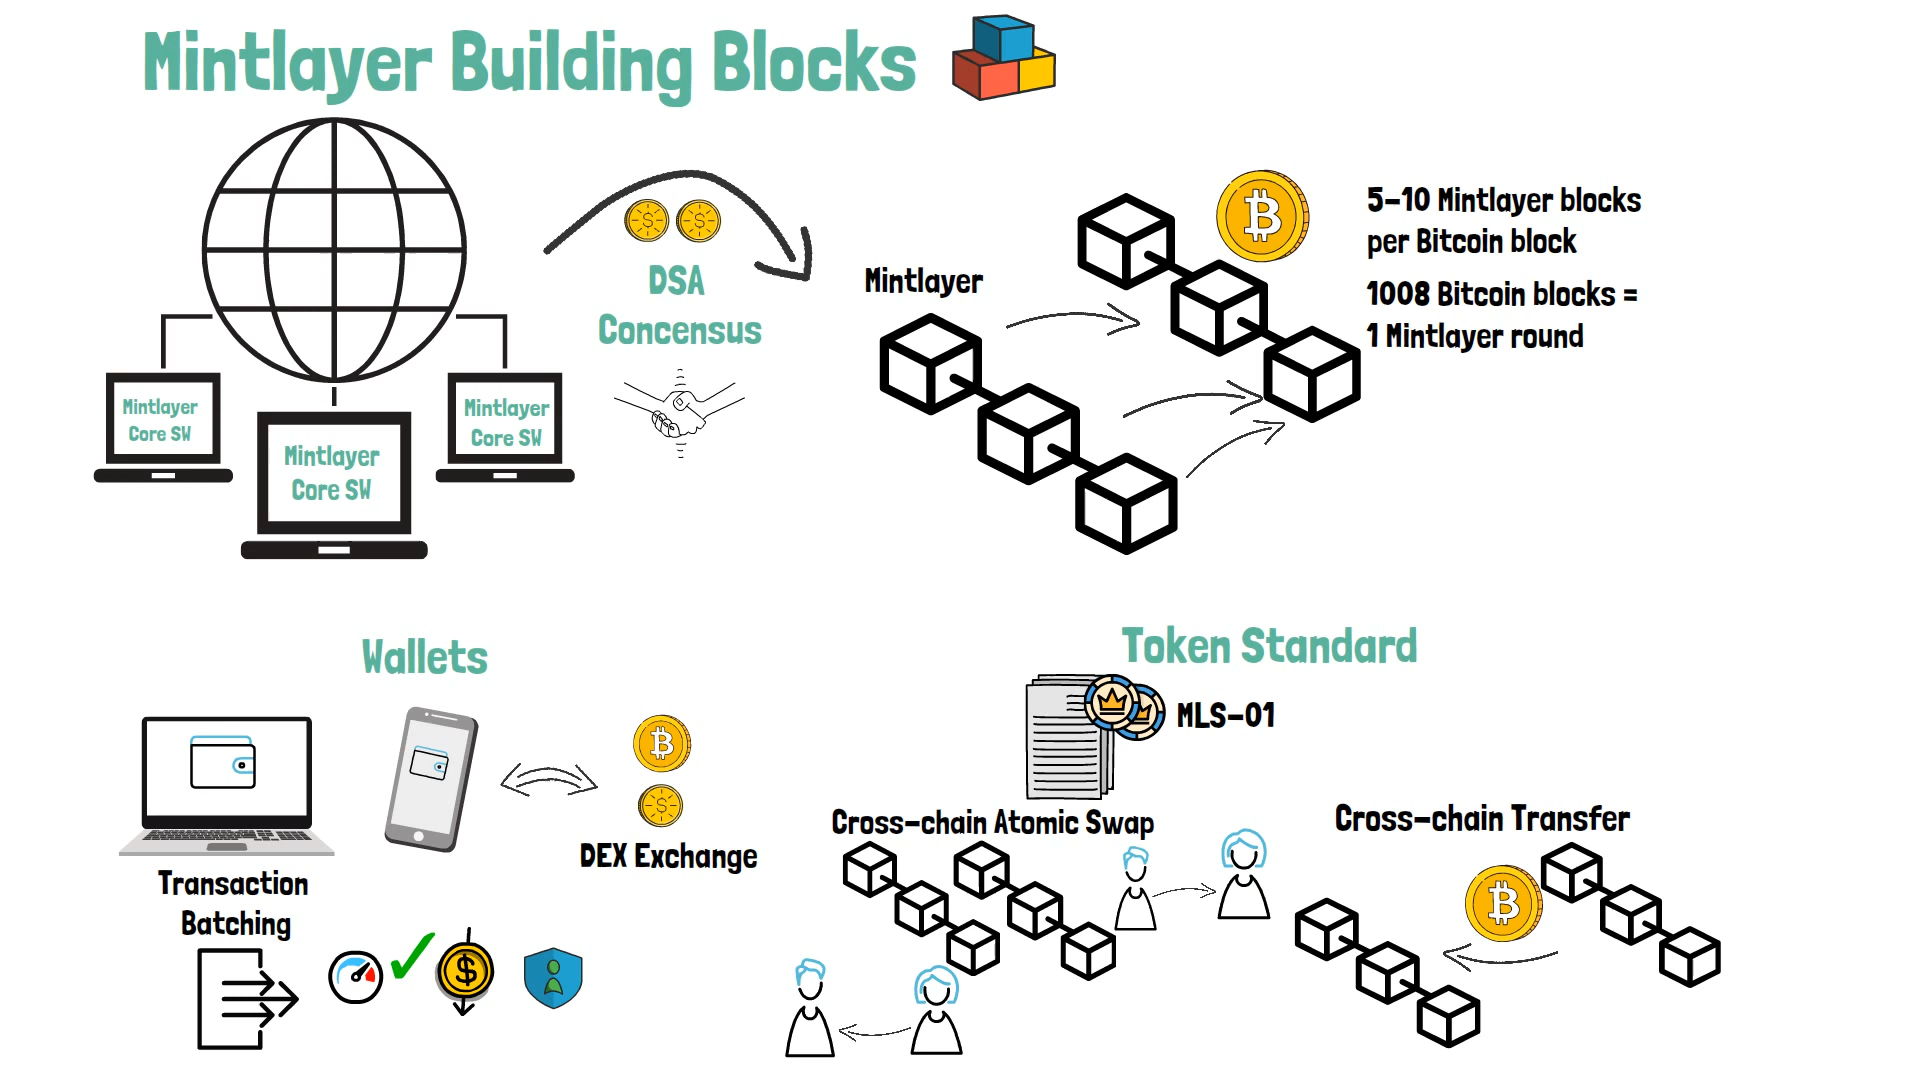 Mintlayer Building Blocks
Mintlayer
Core SW
Mintlayer
Core SW
Mintlayer
Core SW
DSA
Concensus
Mintlayer
5-10 Mintlayer blocks
per Bitcoin block
1008 Bitcoin blocks =
1 Mintlayer round
Wallets
DEX Exchange
Transaction
Batching
Token Standard
MLS-01
Cross-chain Atomic Swap
Cross-chain Transfer